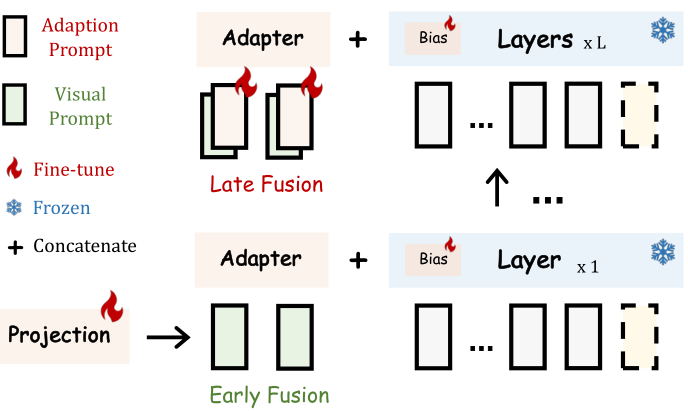 Adaption
Prompt
Visual
Prompt
Fine-tune
Frozen
+ Concatenate
Adapter + Bias Layers x L
...
Late Fusion
...
Adapter + Bias Layer x 1
Projection
...
Early Fusion